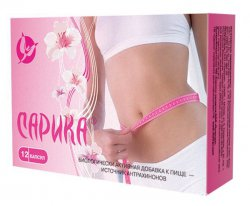 САРИКА
12 КАПСУЛ
БИОЛОГИЧЕСКИ АКТИВНАЯ ДОБАВКА К ПИЩЕ –
ИСТОЧНИК АНТРАХИНОНОВ